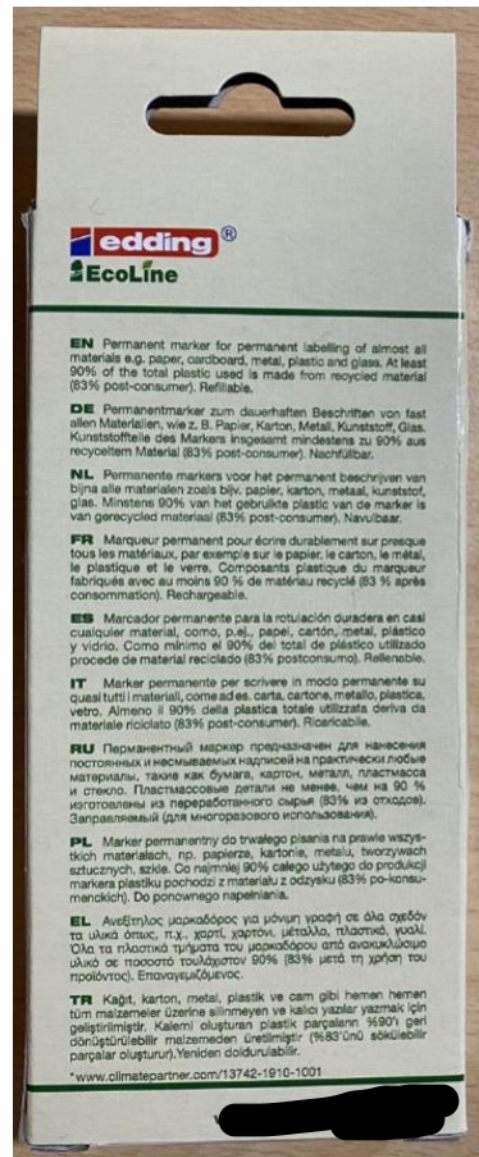 edding®
EcoLine
EN Permanent marker for permanent labelling of almost all
materials e.g. paper, cardboard, metal, plastic and glass. At least
90% of the total plastic used is made from recycled material
(83% post-consumer). Refillable.
DE Permanentmarker zum dauerhaften Beschriften von fast
allen Materialien, wie z. B. Papier, Karton, Metall, Kunststoff, Glas.
Kunststoffteile des Markers insgesamt mindestens zu 90% aus
recyceltem Material (83% post-consumer). Nachfüllbar.
NL Permanente markers voor het permanent beschrijven van
bijna alle materialen zoals bijv. papier, karton, metaal, kunststof,
glas. Minstens 90% van het gebruikte plastic van de marker is
van gerecycled materiaal (83% post-consumer). Navulbaar.
FR Marqueur permanent pour écrire durablement sur presque
tous les matériaux, par exemple sur le papier, le carton, le métal,
le plastique et le verre. Composants plastique du marqueur
fabriqués avec au moins 90 % de matériau recyclé (83 % après
consommation). Rechargeable.
ES Marcador permanente para la rotulación duradera en casi
cualquier material, como, p.ej., papel, cartón, metal, plástico
y vidrio. Como mínimo el 90% del total de plástico utilizado
procede de material reciclado (83% postconsumo). Rellenable.
IT Marker permanente per scrivere in modo permanente su
quasi tutti i materiali, come ad es. carta, cartone, metallo, plastica,
vetro. Almeno il 90% della plastica totale utilizzata deriva da
materiale riciclato (83% post-consumer). Ricaricabile.
RU Перманентный маркер предназначен для нанесения
постоянных и несмываемых надписей на практически любые
материалы, такие как бумага, картон, металл, пластмасса
и стекло. Пластмассовые детали не менее, чем на 90 %
изготовлены из переработанного сырья (83% из отходов).
Заправляемый (для многоразового использования).
PL Marker permanentny do trwałego pisania na prawie wszys-
tkich materiałach, np. papierze, kartonie, metalu, tworzywach
sztucznych, szkle. Co najmniej 90% całego użytego do produkcji
markera plastiku pochodzi z materiału z odzysku (83% po-konsu-
menckich). Do ponownego napełniania.
EL Ανεξίτηλος μαρκαδόρος για μόνιμη γραφή σε όλα σχεδόν
τα υλικά όπως, π.χ., χαρτί, χαρτόνι, μέταλλο, πλαστικό, γυαλί.
Όλα τα πλαστικά τμήματα του μαρκαδόρου από ανακυκλώσιμο
υλικό σε ποσοστό τουλάχιστον 90% (83% μετά τη χρήση του
προϊόντος). Επαναγεμιζόμενος.
TR Kağıt, karton, metal, plastik ve cam gibi hemen hemen
tüm malzemeler üzerine silinmeyen ve kalıcı yazılar yazmak için
geliştirilmiştir. Kalemi oluşturan plastik parçaların %90'ı geri
dönüştürülebilir malzemeden üretilmiştir (%83'ünü sökülebilir
parçalar oluşturur).Yeniden doldurulabilir.
*www.climatepartner.com/13742-1910-1001